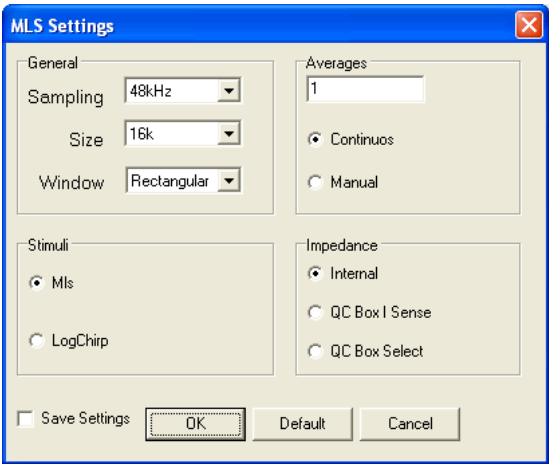 MLS Settings
General
Sampling 48kHz
Size 16k
Window Rectangular
Averages
1
Continuos
Manual
Stimuli
Mls
LogChirp
Impedance
Internal
QC Box I Sense
QC Box Select
Save Settings OK Default Cancel